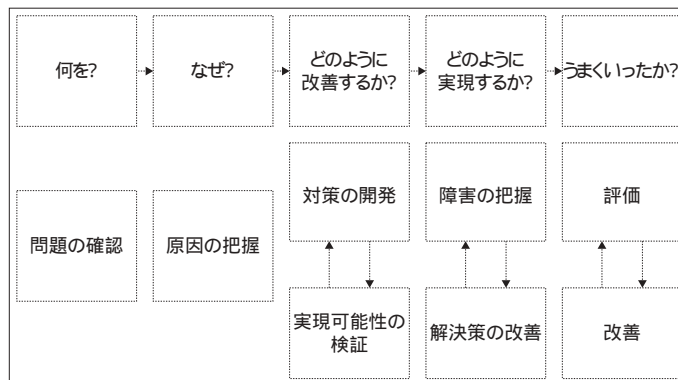 何を?
なぜ?
どのように
改善するか?
どのように
実現するか?
うまくいったか?
問題の確認
原因の把握
対策の開発
障害の把握
評価
実現可能性の
検証
解決策の改善
改善